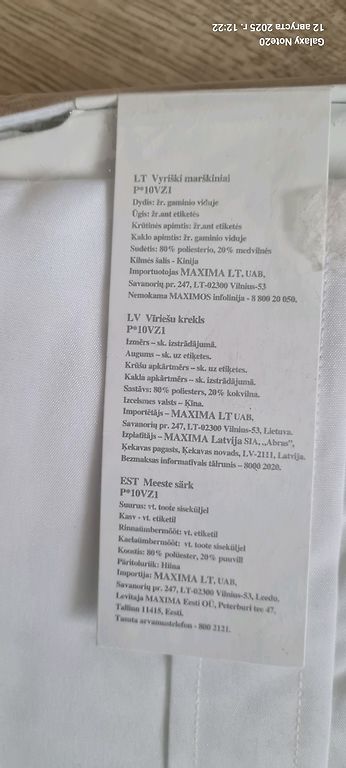 Galaxy Note20
12 августа 2025 г. 12:22
LT Vyriški marškiniai
P*10VZ1
Dydis: žr. gaminio viduje
Ūgis: žr.ant etiketės
Krūtinės apimtis: žr.ant etiketės
Kaklo apimtis: žr. gaminio viduje
Sudėtis: 80% poliesterio, 20% medvilnės
Kilmės šalis - Kinija
Importuotojas MAXIMA LT, UAB,
Savanorių pr. 247, LT-02300 Vilnius-53
Nemokama MAXIMOS infolinija - 8 800 20 050.
LV Vīriešu krekls
P*10VZ1
Izmērs – sk. izstrādājumā.
Augums – sk. uz etiķetes.
Krūšu apkārtmērs – sk. uz etiķetes.
Kakla apkārtmērs – sk. izstrādājumā.
Sastāvs: 80% poliesters, 20% kokvilna.
Izcelsmes valsts – Ķīna.
Importētājs – MAXIMA LT UAB,
Savanorių pr. 247, LT-02300 Vilnius-53, Lietuva.
Izplatītājs – MAXIMA Latvija SIA, „Abras",
Ķekavas pagasts, Ķekavas novads, LV-2111, Latvija.
Bezmaksas informatīvais tālrunis – 8000 2020.
EST Meeste särk
P*10VZ1
Suurus: vt. toote siseküljel
Kasv - vt. etiketil
Rinnaümbermõõt: vt. etiketil
Kaelaümbermõõt: vt. toote siseküljel
Koostis: 80% polüester, 20% puuvill
Päritoluriik: Hiina
Importija: MAXIMA LT, UAB,
Savanorių pr. 247, LT-02300 Vilnius-53, Leedu.
Levitaja MAXIMA Eesti OÜ, Peterburi tee 47,
Tallinn 11415, Eesti.
Tasuta arvamustelefon - 800 2121.